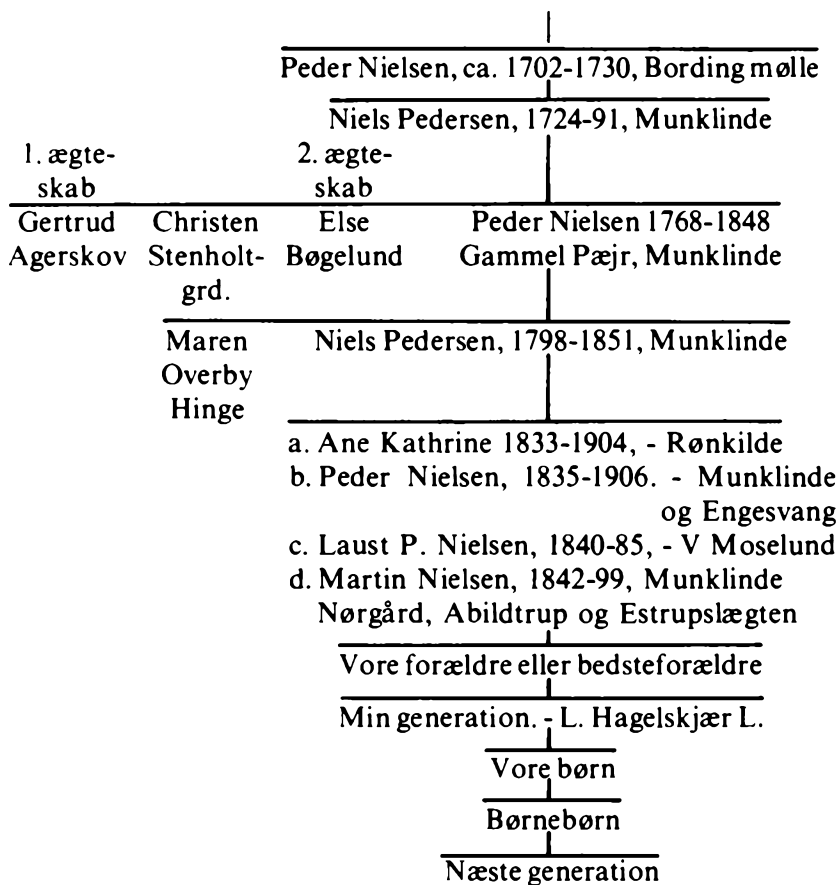 Peder Nielsen, ca. 1702-1730, Bording mølle
Niels Pedersen, 1724-91, Munklinde
1. ægte-
skab
2. ægte-
skab
Gertrud
Agerskov
Christen
Stenholt-
grd.
Else
Bøgelund
Peder Nielsen 1768-1848
Gammel Pæjr, Munklinde
Maren
Overby
Hinge
Niels Pedersen, 1798-1851, Munklinde
a. Ane Kathrine 1833-1904, - Rønkilde
b. Peder Nielsen, 1835-1906. - Munklinde
og Engesvang
c. Laust P. Nielsen, 1840-85, - V Moselund
d. Martin Nielsen, 1842-99, Munklinde
Nørgård, Abildtrup og Estrupslægten
Vore forældre eller bedsteforældre
Min generation. - L. Hagelskjær L.
Vore børn
Børnebørn
Næste generation